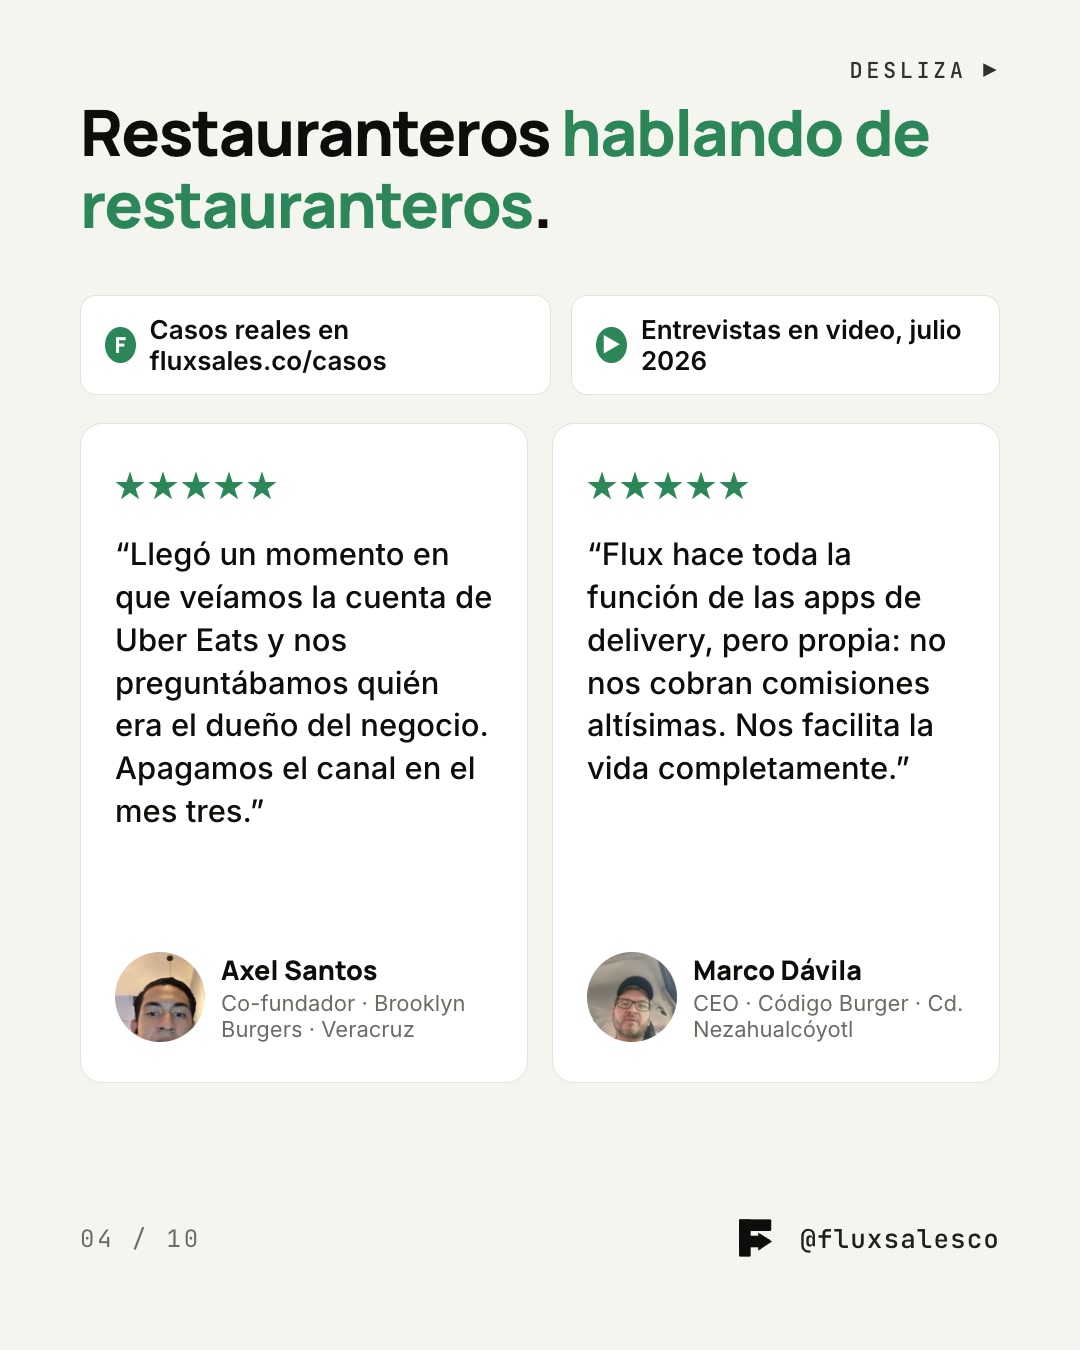 DESLIZA ▶
Restauranteros hablando de
restauranteros.
F
Casos reales en
fluxsales.co/casos
Entrevistas en video, julio
2026
★★★★★
“Llegó un momento en
que veíamos la cuenta de
Uber Eats y nos
preguntábamos quién
era el dueño del negocio.
Apagamos el canal en el
mes tres.”
Axel Santos
Co-fundador · Brooklyn
Burgers · Veracruz
★★★★★
“Flux hace toda la
función de las apps de
delivery, pero propia: no
nos cobran comisiones
altísimas. Nos facilita la
vida completamente.”
Marco Dávila
CEO · Código Burger · Cd.
Nezahualcóyotl
04 / 10
@fluxsalesco